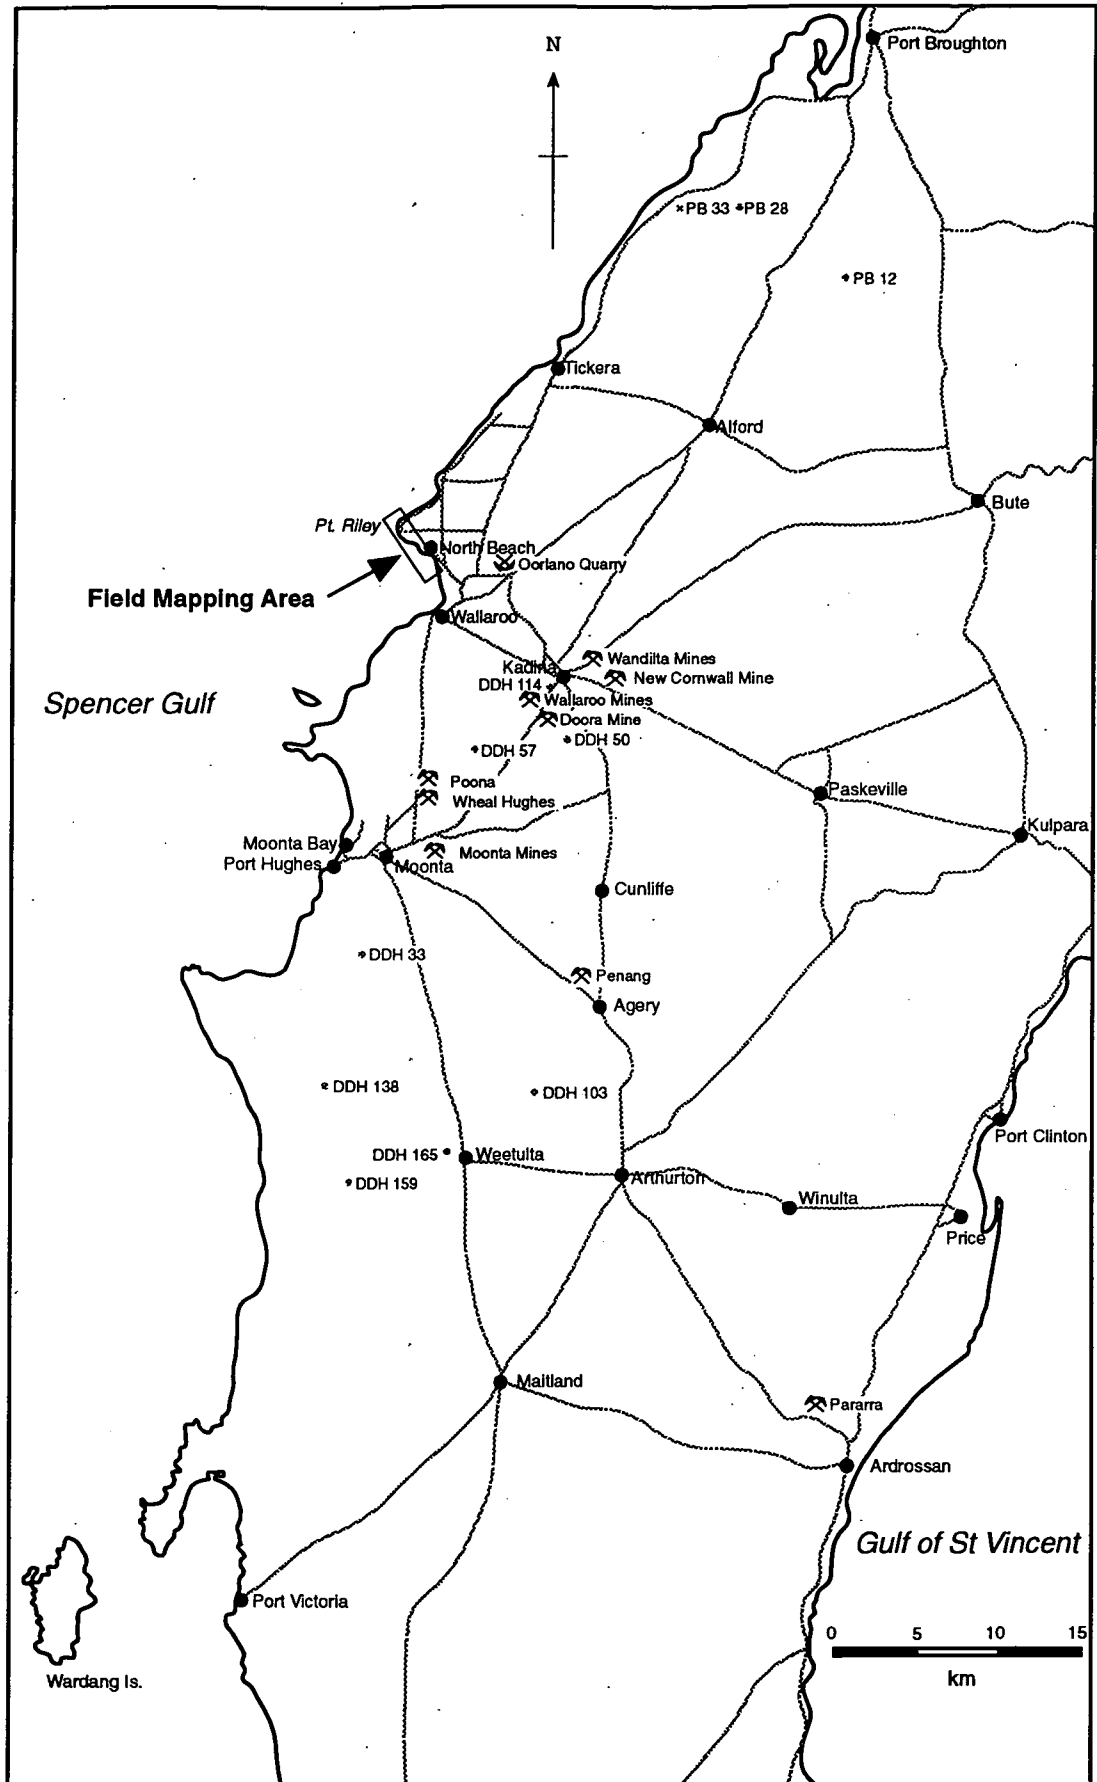 N
Port Broughton
PB 33
PB 28
PB 12
Tickera
Alford
Bute
Pt. Riley
North Beach
Oorlano Quarry
Field Mapping Area
Wallaroo
Wandilta Mines
Kadina
New Cornwall Mine
DDH 114
Spencer Gulf
Wallaroo Mines
Doora Mine
DDH 50
DDH 57
Poona
Paskeville
Wheal Hughes
Kulpara
Moonta Bay
Moonta Mines
Port Hughes
Moonta
Cunliffe
DDH 33
Penang
Agery
DDH 138
DDH 103
Port Clinton
DDH 165
Weetulta
Arthurton
DDH 159
Winulta
Price
Maitland
Pararra
Ardrossan
Gulf of St Vincent
Port Victoria
0 5 10 15
km
Wardang Is.